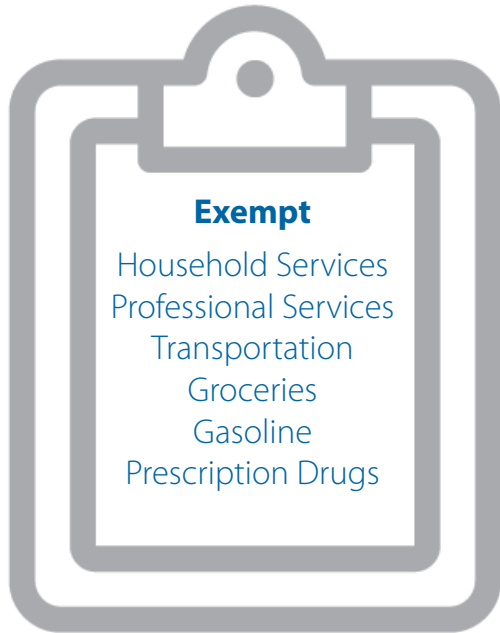 Exempt
Household Services
Professional Services
Transportation
Groceries
Gasoline
Prescription Drugs